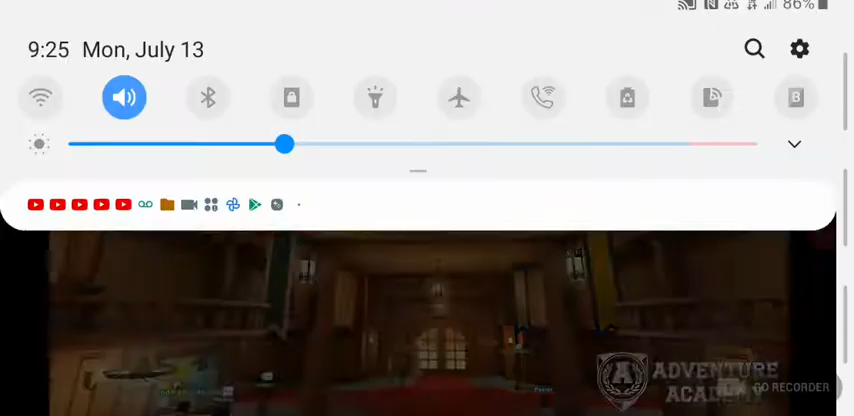 86%
9:25 Mon, July 13
B
ADVENTURE
ACADEMY
GO RECORDER